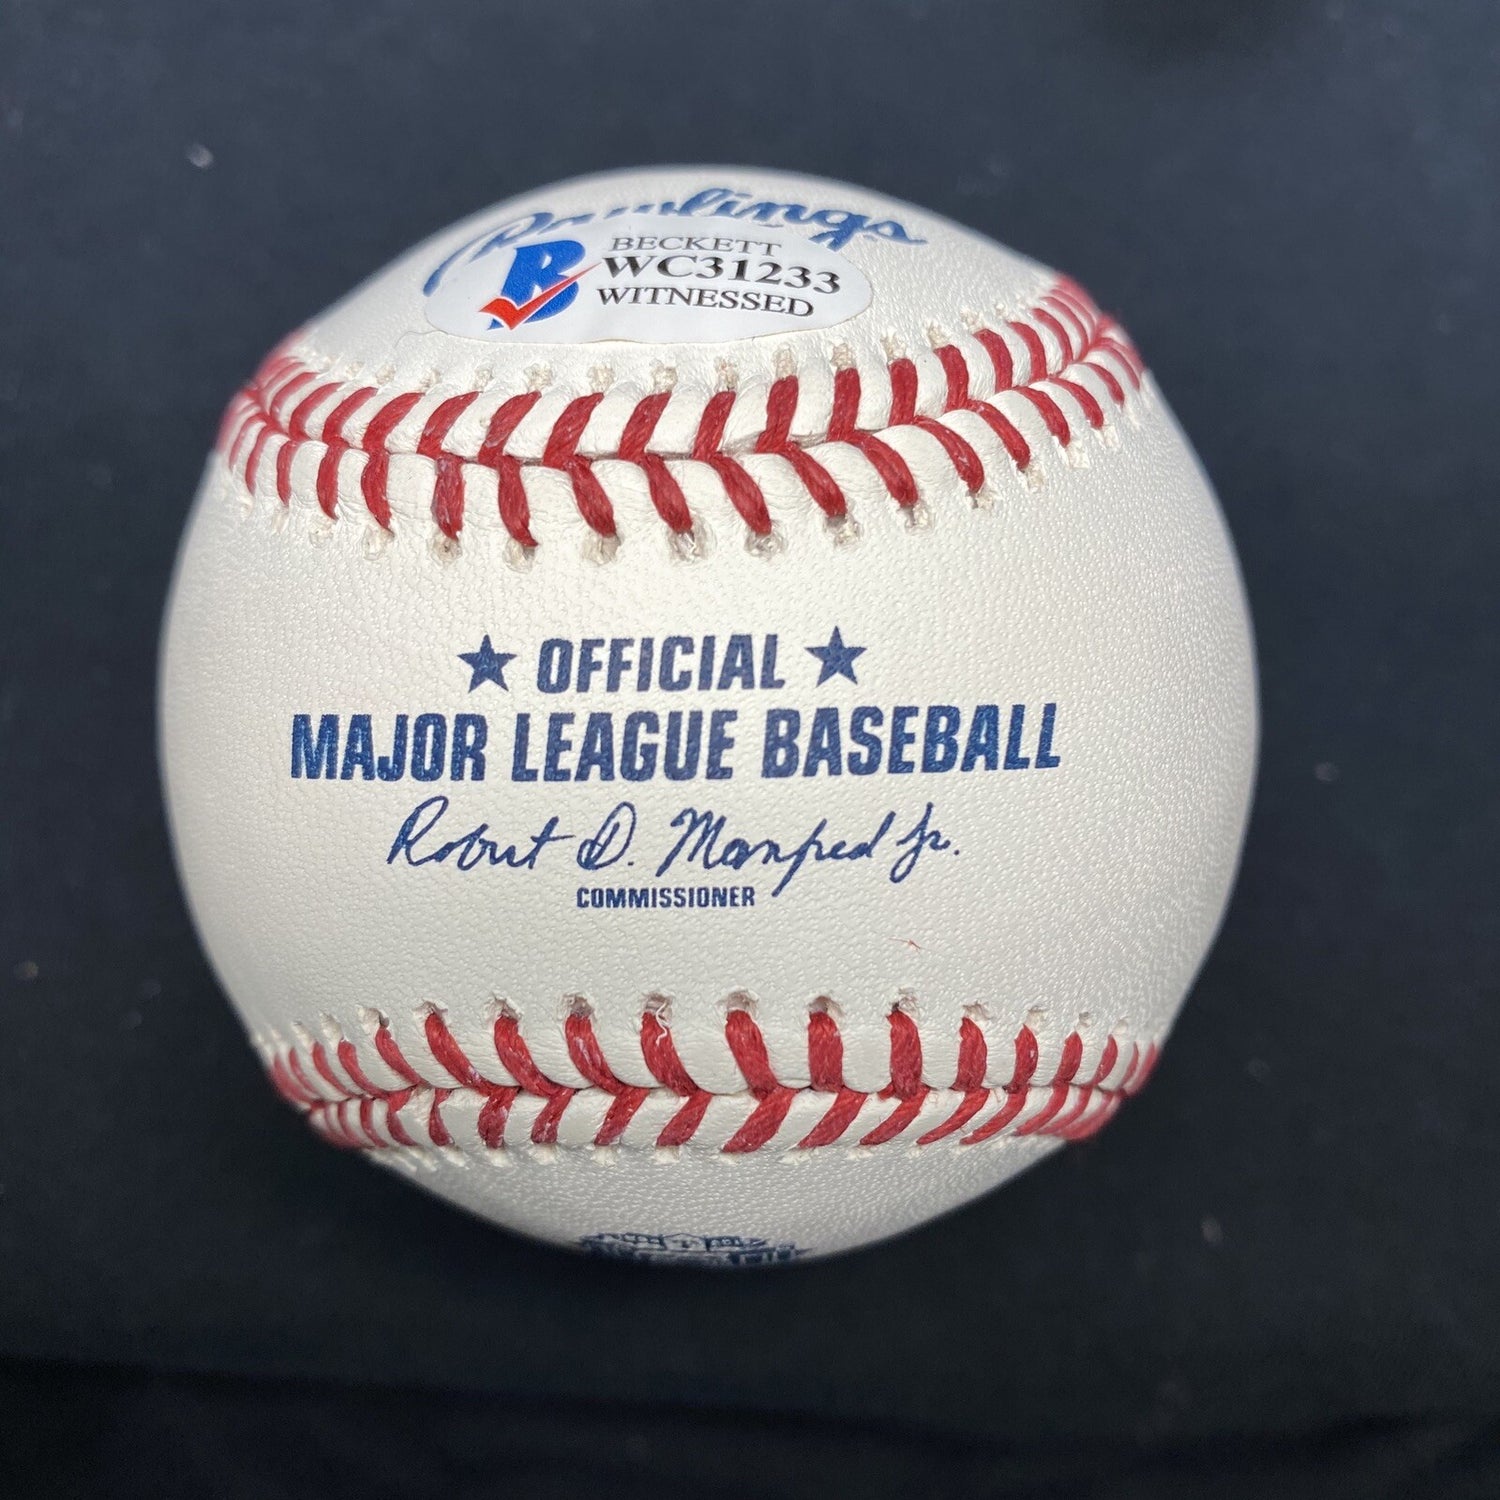 Rawlings
BECKETT
WC31233
WITNESSED
★ OFFICIAL ★
MAJOR LEAGUE BASEBALL
Robert D. Manfred Jr.
COMMISSIONER